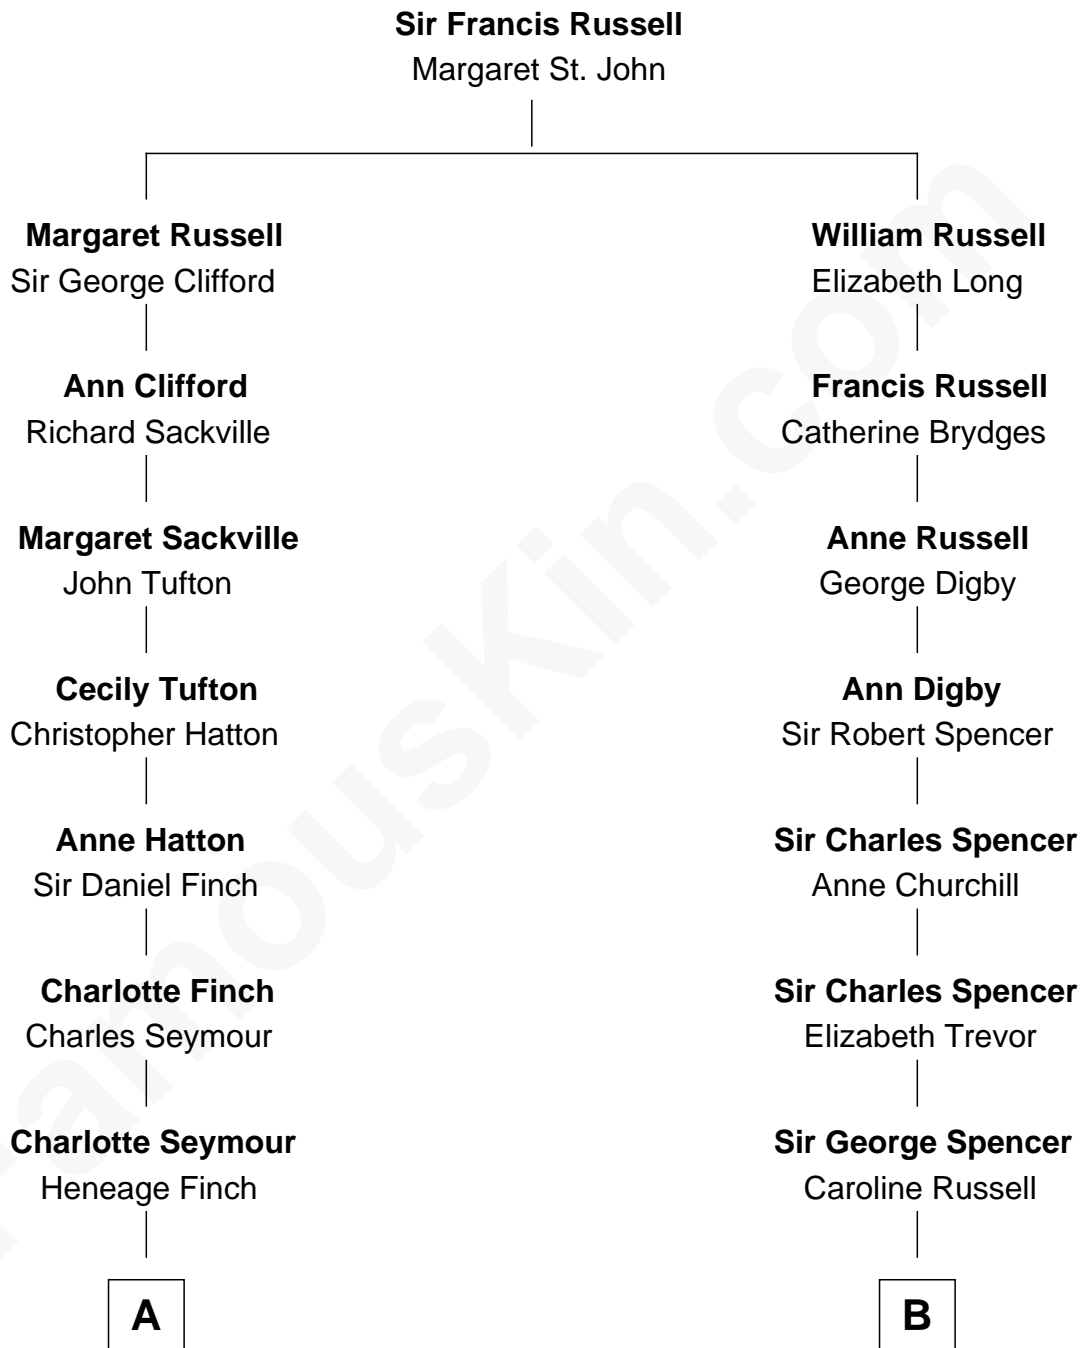 Sir Francis Russell
Margaret St. John
Margaret Russell
Sir George Clifford
William Russell
Elizabeth Long
Ann Clifford
Richard Sackville
Francis Russell
Catherine Brydges
Margaret Sackville
John Tufton
Anne Russell
George Digby
Cecily Tufton
Christopher Hatton
Ann Digby
Sir Robert Spencer
Anne Hatton
Sir Daniel Finch
Sir Charles Spencer
Anne Churchill
Charlotte Finch
Charles Seymour
Sir Charles Spencer
Elizabeth Trevor
Charlotte Seymour
Heneage Finch
Sir George Spencer
Caroline Russell
A
B
FamousKin.com